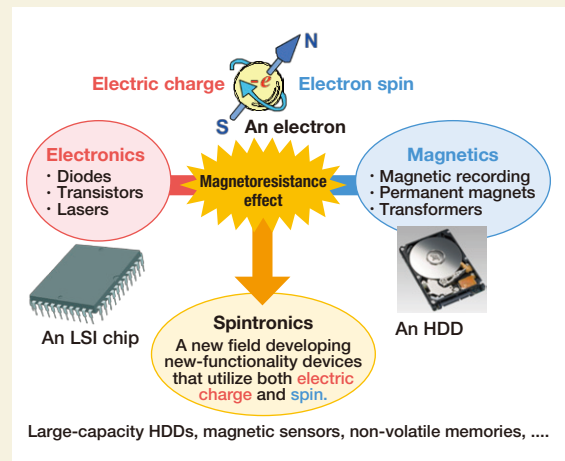 N
Electric charge
-e
Electron spin
S
An electron
Electronics
· Diodes
· Transistors
· Lasers
Magnetoresistance
effect
Magnetics
· Magnetic recording
· Permanent magnets
· Transformers
An LSI chip
An HDD
Spintronics
A new field developing
new-functionality devices
that utilize both electric
charge and spin.
Large-capacity HDDs, magnetic sensors, non-volatile memories, ....